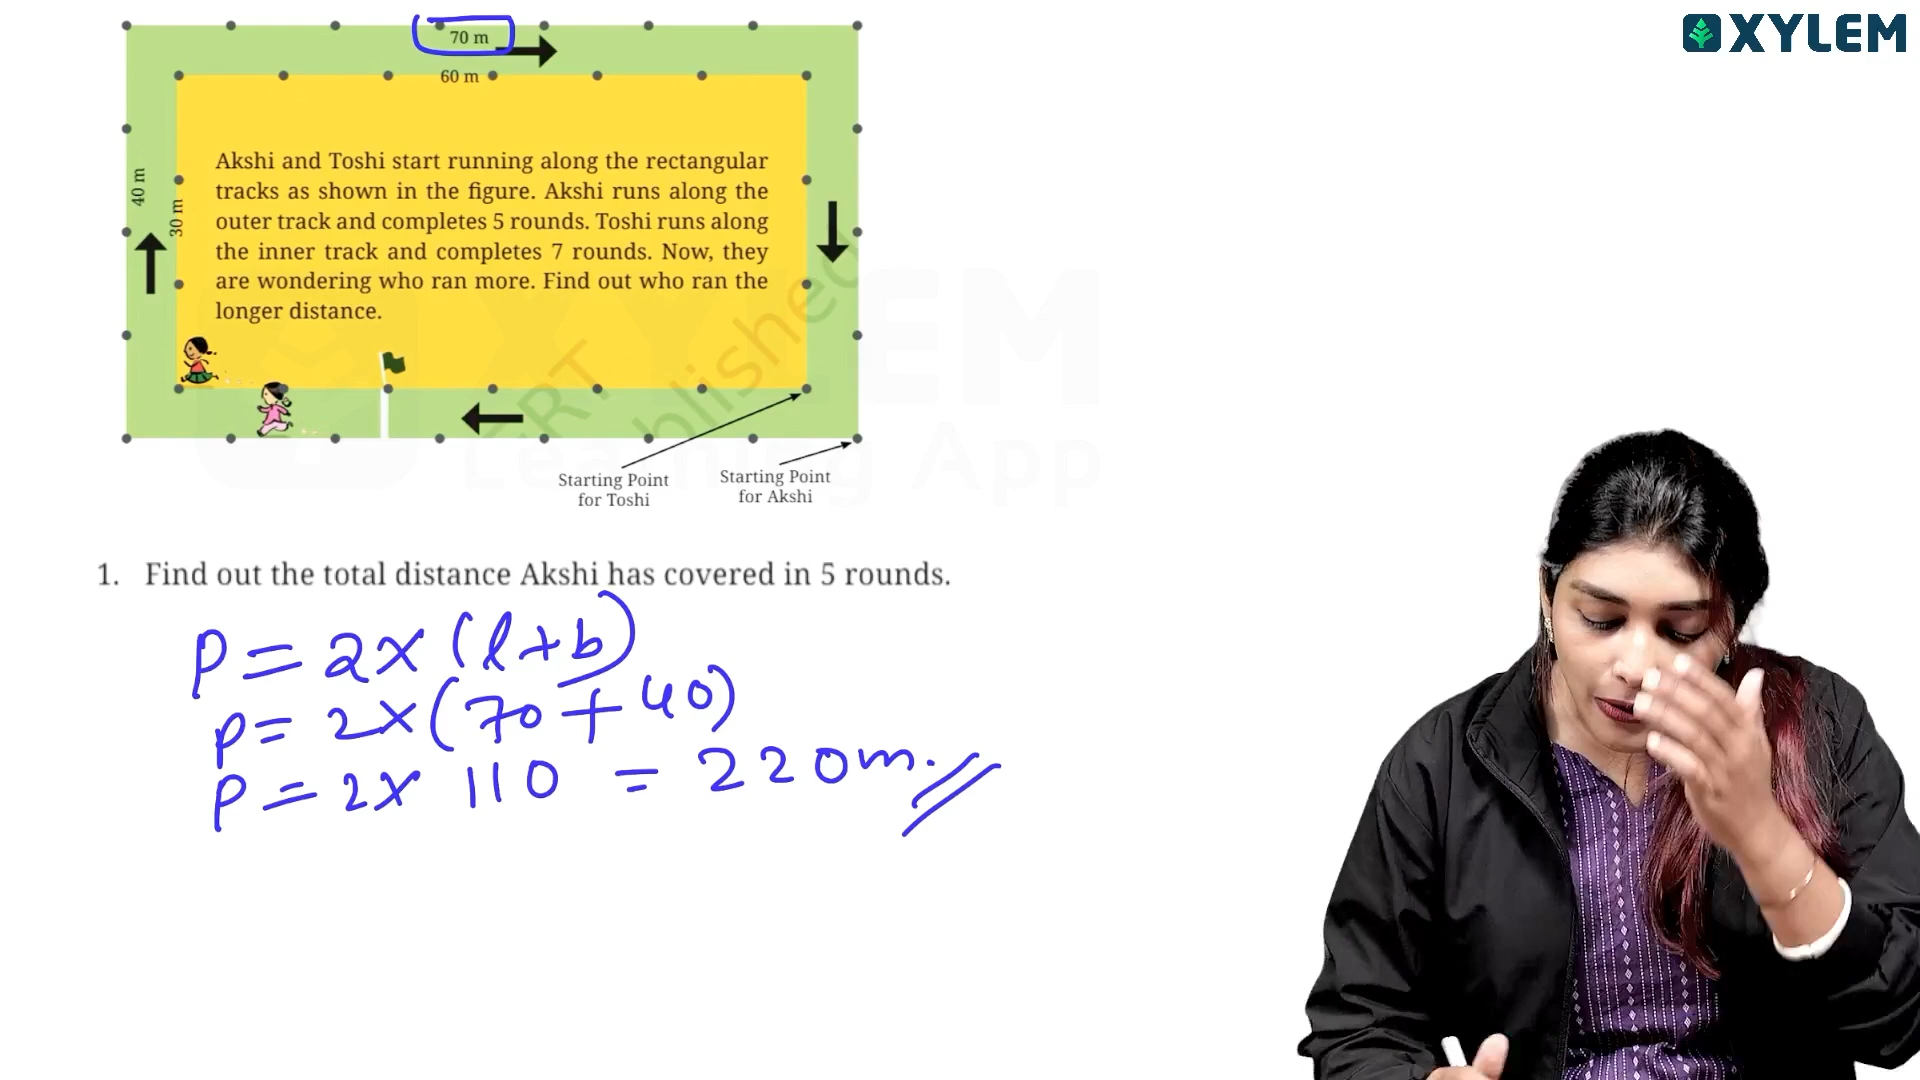 XYLEM
70 m
60 m
40 m
30 m
Akshi and Toshi start running along the rectangular
tracks as shown in the figure. Akshi runs along the
outer track and completes 5 rounds. Toshi runs along
the inner track and completes 7 rounds. Now, they
are wondering who ran more. Find out who ran the
longer distance.
Starting Point
for Toshi
Starting Point
for Akshi
XYLEM
Learning App
1. Find out the total distance Akshi has covered in 5 rounds.
P = 2 × (l + b)
P = 2 × (70 + 40)
P = 2 × 110 = 220m.